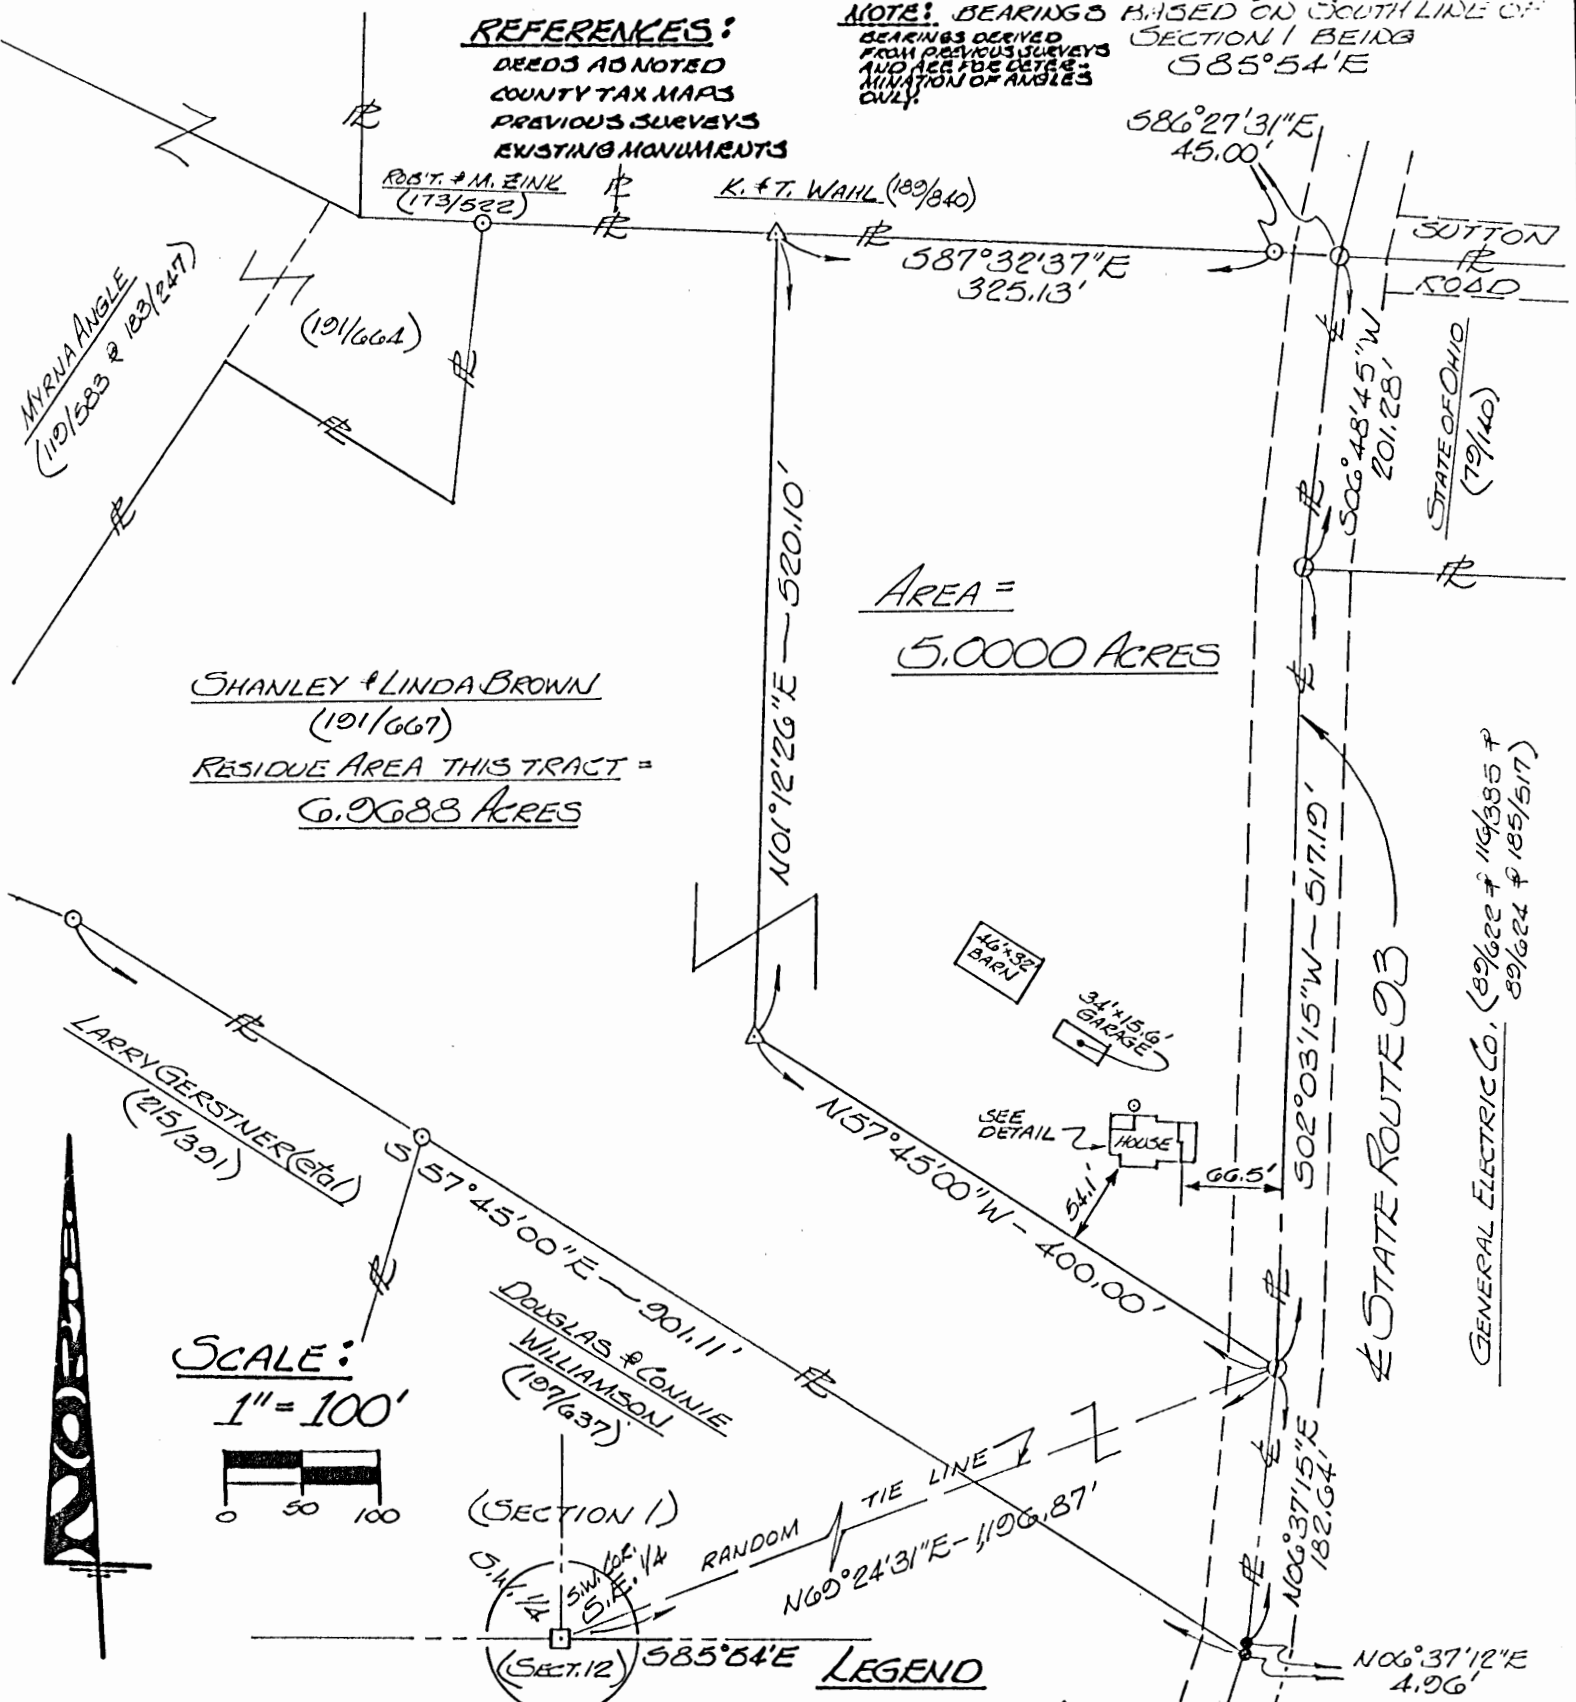 REFERENCES:
DEEDS AS NOTED
COUNTY TAX MAPS
PREVIOUS SURVEYS
EXISTING MONUMENTS
NOTE: BEARINGS BASED ON SOUTH LINE OF
SECTION 1 BEING
S85°54'E
BEARINGS DERIVED
FROM PREVIOUS SURVEYS
AND ARE FOR DETER-
MINATION OF ANGLES
ONLY.
S86°27'31"E
45.00'
ROB'T. & M. ZINK
(173/522)
K. & T. WAHL (189/840)
S87°32'37"E
325.13'
SUTTON
ROAD
MYRNA ANGLE
(119/583 & 183/247)
(191/664)
S06°48'45"W
201.28'
STATE OF OHIO
(79/140)
N01°12'26"E — 520.10'
AREA =
5.0000 ACRES
SHANLEY & LINDA BROWN
(191/667)
RESIDUE AREA THIS TRACT =
6.9688 ACRES
S02°03'15"W — 517.19'
℄ STATE ROUTE 93
GENERAL ELECTRIC CO. (89/622 & 116/385 &
89/624 & 185/517)
46'x32'
BARN
34'x15.6'
GARAGE
SEE
DETAIL
HOUSE
66.5'
54.1'
N57°45'00"W - 400.00'
LARRY GERSTNER (etal)
(215/391)
S57°45'00"E — 901.11'
DOUGLAS & CONNIE
WILLIAMSON
(197/637)
NORTH
SCALE:
1" = 100'
0 50 100
RANDOM TIE LINE
N69°24'31"E - 1,196.87'
N06°37'15"E
182.64'
(SECTION 1)
S.W. 1/4
S.W. COR.
S.E. 1/4
(SECT. 12)
S85°54'E
LEGEND
N06°37'12"E
4.96'